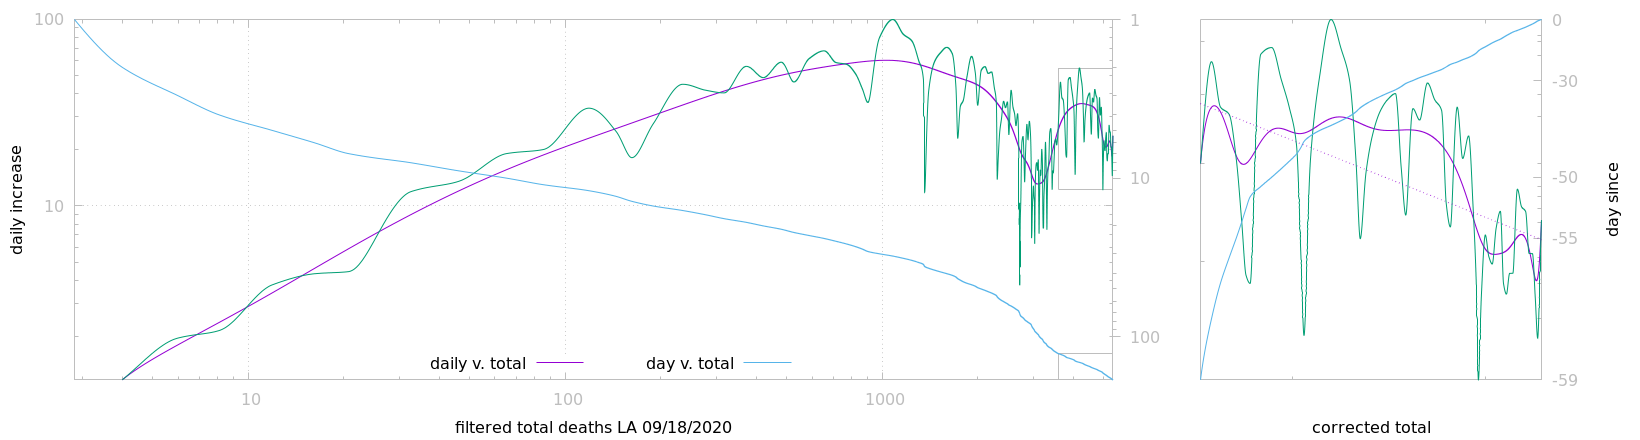 100
10
daily increase
daily v. total
day v. total
10
100
1000
filtered total deaths LA 09/18/2020
1
10
100
0
-30
-50
-55
-59
day since
corrected total